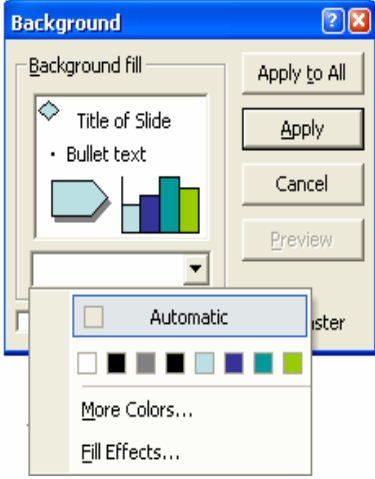 Background
Background fill
Apply to All
Title of Slide
• Bullet text
Apply
Cancel
Preview
Automatic
More Colors...
Fill Effects...